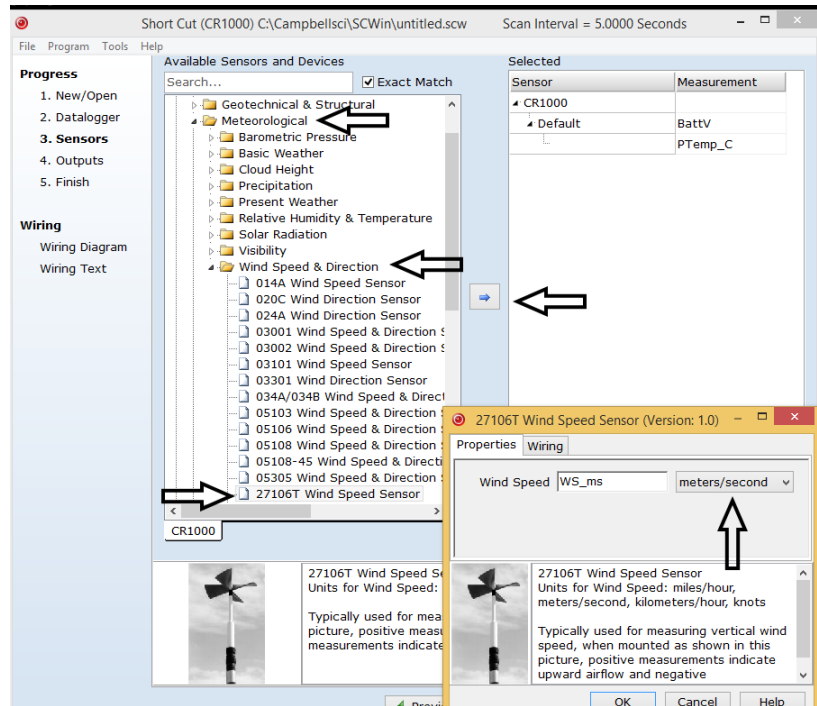 Short Cut (CR1000) C:\Campbellsci\SCWin\untitled.scw Scan Interval = 5.0000 Seconds
File Program Tools Help
Progress
1. New/Open
2. Datalogger
3. Sensors
4. Outputs
5. Finish
Wiring
Wiring Diagram
Wiring Text
Available Sensors and Devices
Search...
Exact Match
Geotechnical & Structural
Meteorological
Barometric Pressure
Basic Weather
Cloud Height
Precipitation
Present Weather
Relative Humidity & Temperature
Solar Radiation
Visibility
Wind Speed & Direction
014A Wind Speed Sensor
020C Wind Direction Sensor
024A Wind Direction Sensor
03001 Wind Speed & Direction
03002 Wind Speed & Direction
03101 Wind Speed Sensor
03301 Wind Direction Sensor
034A/034B Wind Speed & Direct
05103 Wind Speed & Direction
05106 Wind Speed & Direction
05108 Wind Speed & Direction
05108-45 Wind Speed & Directi
05305 Wind Speed & Direction
27106T Wind Speed Sensor
CR1000
Selected
Sensor Measurement
CR1000
Default BattV
PTemp_C
27106T Wind Speed Se
Units for Wind Speed:
Typically used for mea
picture, positive measu
measurements indicate
27106T Wind Speed Sensor (Version: 1.0)
Properties Wiring
Wind Speed WS_ms meters/second
27106T Wind Speed Sensor
Units for Wind Speed: miles/hour,
meters/second, kilometers/hour, knots
Typically used for measuring vertical wind
speed, when mounted as shown in this
picture, positive measurements indicate
upward airflow and negative
OK Cancel Help